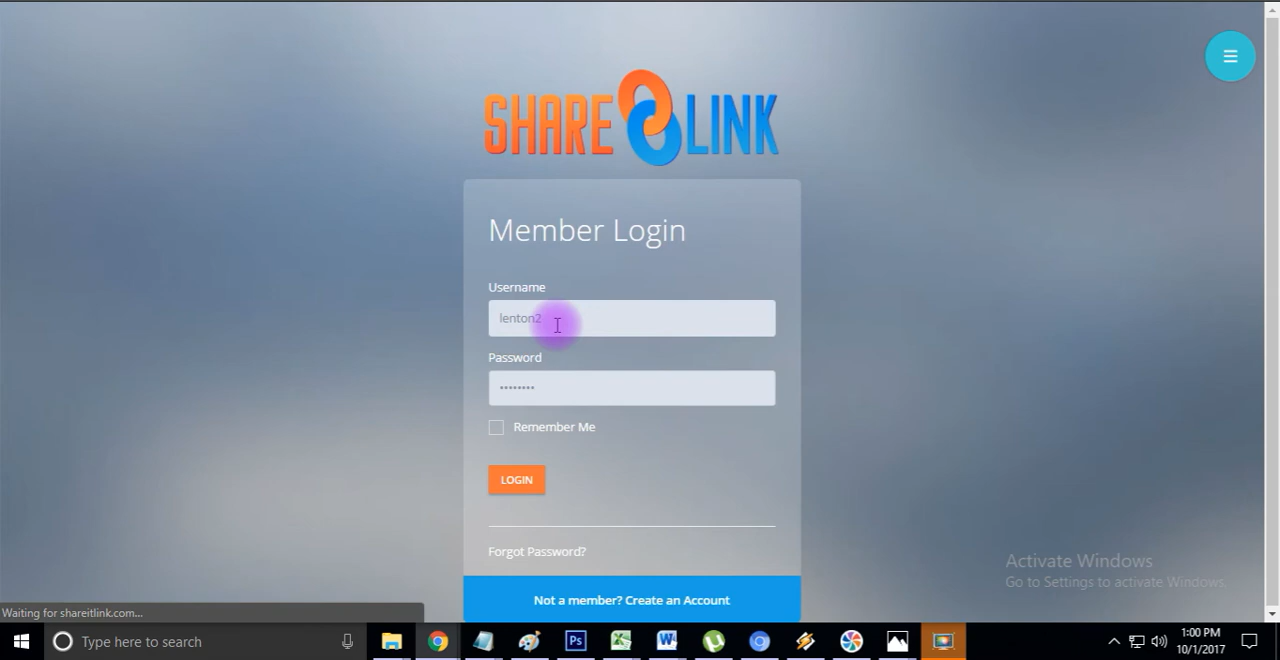 SHARE LINK
Member Login
Username
lenton2
Password
••••••••
Remember Me
LOGIN
Forgot Password?
Not a member? Create an Account
Activate Windows
Go to Settings to activate Windows.
Waiting for shareitlink.com...
Type here to search
Ps
1:00 PM
10/1/2017